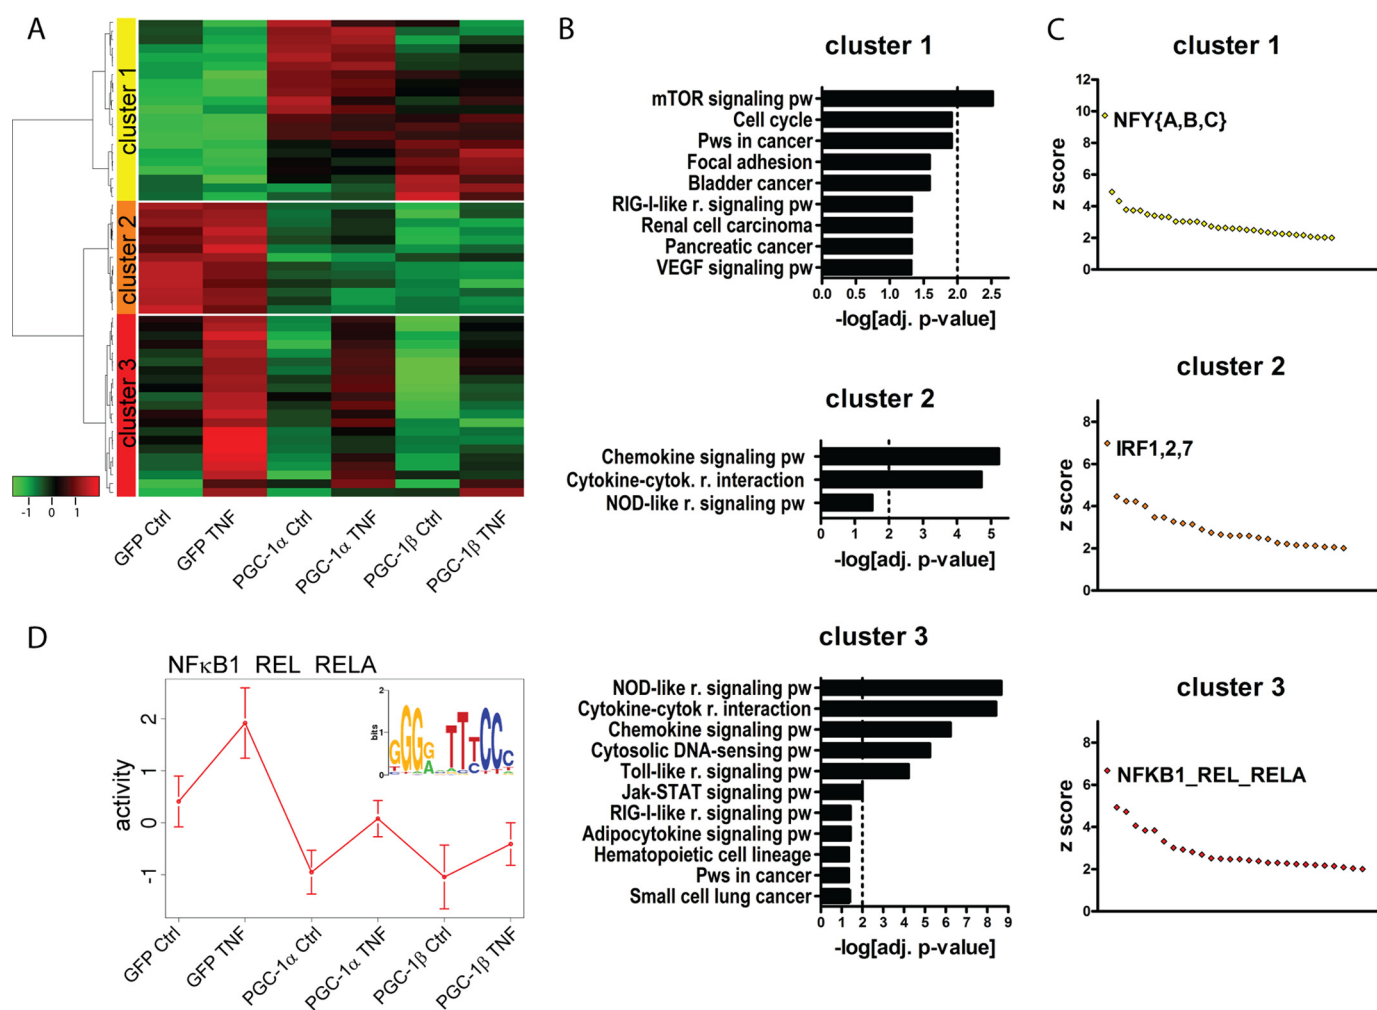 A
cluster 1
cluster 2
cluster 3
-1 0 1
GFP Ctrl
GFP TNF
PGC-1α Ctrl
PGC-1α TNF
PGC-1β Ctrl
PGC-1β TNF
B
cluster 1
mTOR signaling pw
Cell cycle
Pws in cancer
Focal adhesion
Bladder cancer
RIG-I-like r. signaling pw
Renal cell carcinoma
Pancreatic cancer
VEGF signaling pw
0.0 0.5 1.0 1.5 2.0 2.5
-log[adj. p-value]
cluster 2
Chemokine signaling pw
Cytokine-cytok. r. interaction
NOD-like r. signaling pw
0 1 2 3 4 5
-log[adj. p-value]
cluster 3
NOD-like r. signaling pw
Cytokine-cytok r. interaction
Chemokine signaling pw
Cytosolic DNA-sensing pw
Toll-like r. signaling pw
Jak-STAT signaling pw
RIG-I-like r. signaling pw
Adipocytokine signaling pw
Hematopoietic cell lineage
Pws in cancer
Small cell lung cancer
0 1 2 3 4 5 6 7 8 9
-log[adj. p-value]
C
cluster 1
12
10
8
6
4
2
0
z score
NFY{A,B,C}
cluster 2
8
6
4
2
0
z score
IRF1,2,7
cluster 3
8
6
4
2
0
z score
NFKB1_REL_RELA
D
NFκB1 REL RELA
2
1
0
-1
activity
2
1
0
bits
GFP Ctrl
GFP TNF
PGC-1α Ctrl
PGC-1α TNF
PGC-1β Ctrl
PGC-1β TNF